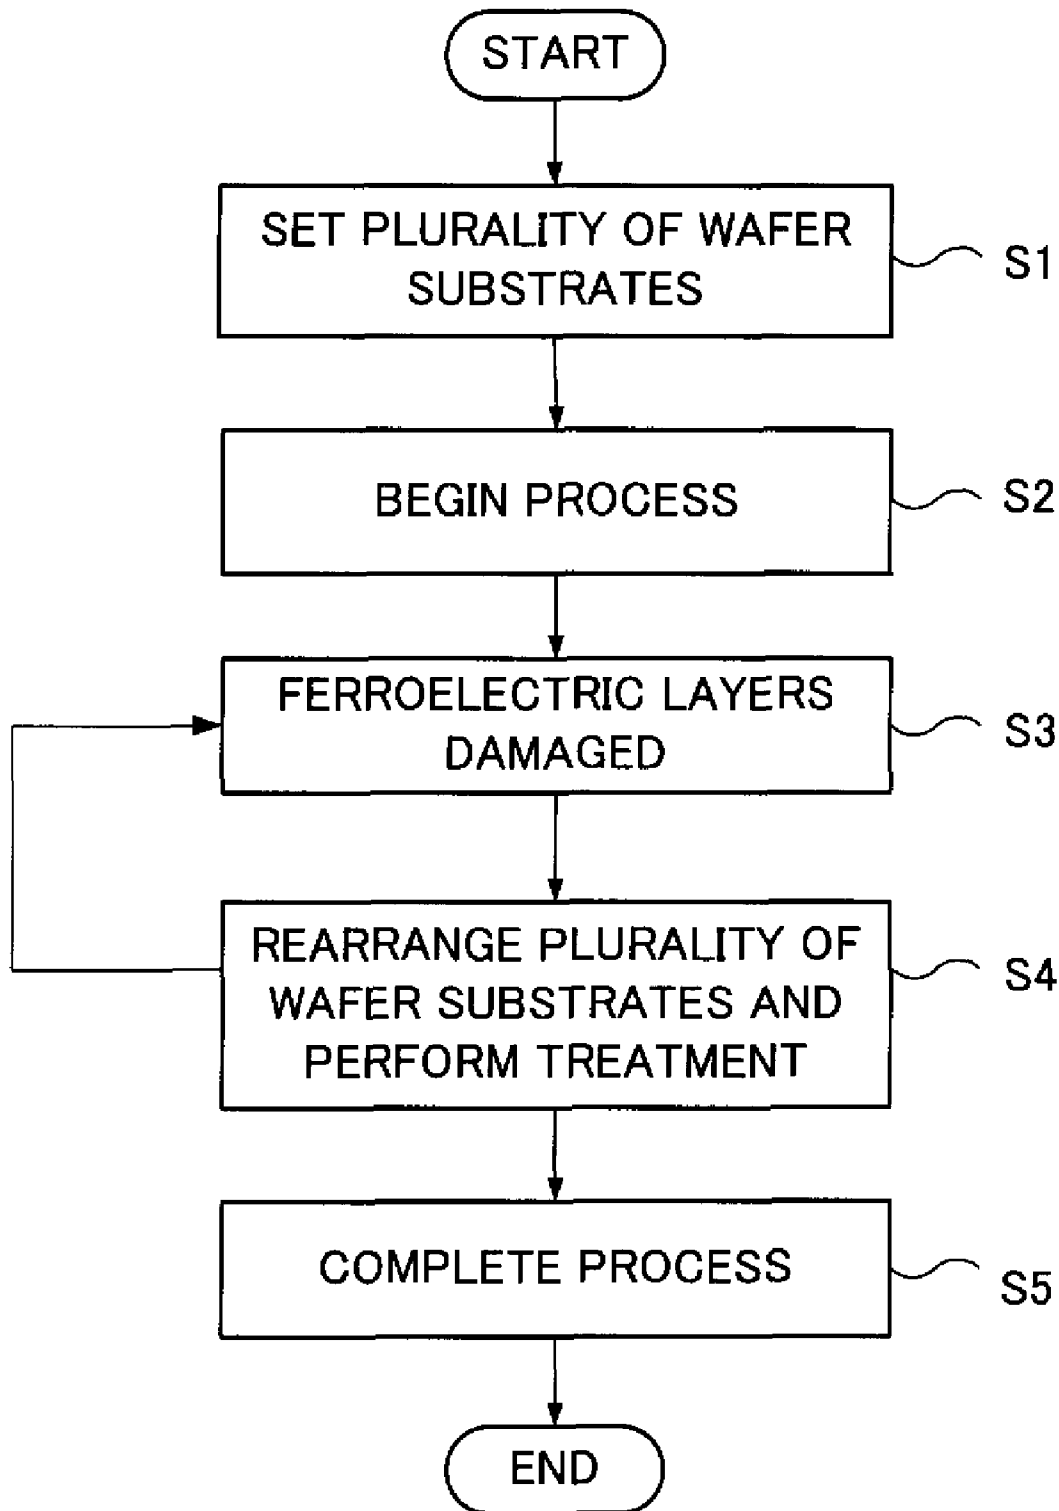 START
SET PLURALITY OF WAFER
SUBSTRATES
S1
BEGIN PROCESS
S2
FERROELECTRIC LAYERS
DAMAGED
S3
REARRANGE PLURALITY OF
WAFER SUBSTRATES AND
PERFORM TREATMENT
S4
COMPLETE PROCESS
S5
END